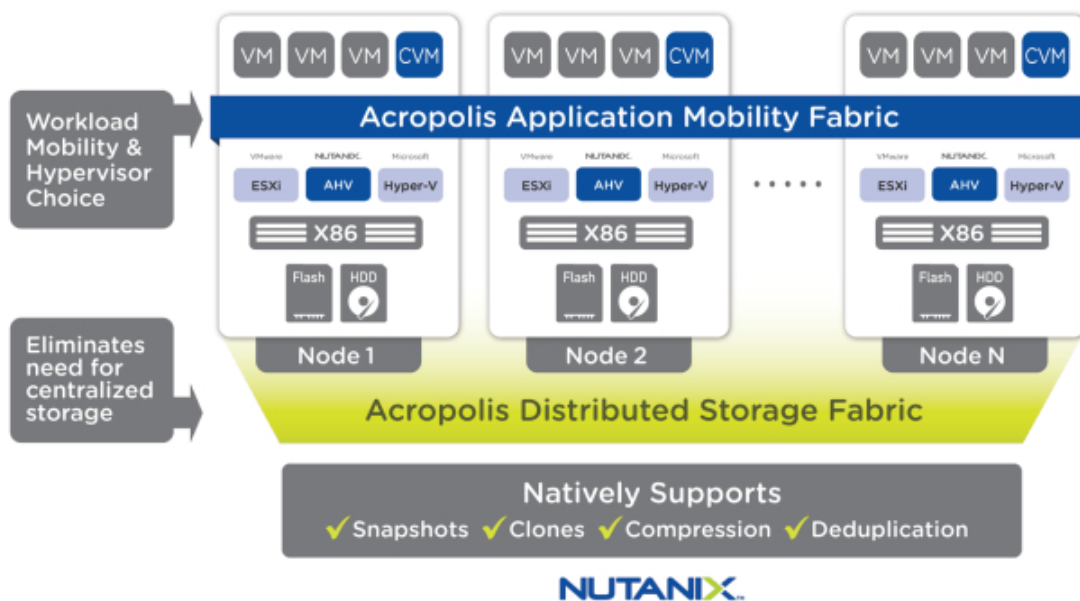 VM VM VM CVM
VM VM VM CVM
VM VM VM CVM
Workload
Mobility &
Hypervisor
Choice
Acropolis Application Mobility Fabric
VMware NUTANIX. Microsoft
ESXi AHV Hyper-V
X86
Flash HDD
Node 1
VMware NUTANIX. Microsoft
ESXi AHV Hyper-V
X86
Flash HDD
Node 2
VMware NUTANIX. Microsoft
ESXi AHV Hyper-V
X86
Flash HDD
Node N
Eliminates
need for
centralized
storage
Acropolis Distributed Storage Fabric
Natively Supports
✓Snapshots ✓Clones ✓Compression ✓Deduplication
NUTANIX™